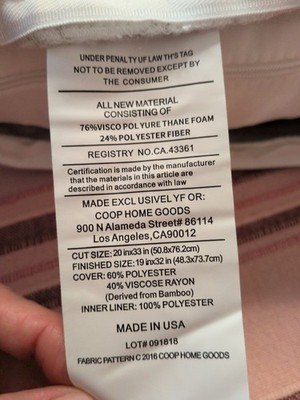 UNDER PENALTY UF LAW TH'S TAG
NOT TO BE REMOVED EXCEPT BY
THE CONSUMER
ALL NEW MATERIAL
CONSISTING OF
76%VISCO POLYURE THANE FOAM
24% POLYESTER FIBER
REGISTRY NO.CA.43361
Certification is made by the manufacturer
that the materials in this article are
described in accordance with law
MADE EXCLUSIVELY YF OR:
COOP HOME GOODS
900 N Alameda Street# 86114
Los Angeles,CA90012
CUT SIZE: 20 inx33 in (50.8x76.2cm)
FINISHED SIZE: 19 inx32 in (48.3x73.7cm)
COVER: 60% POLYESTER
40% VISCOSE RAYON
(Derived from Bamboo)
INNER LINER: 100% POLYESTER
MADE IN USA
LOT# 091818
FABRIC PATTERN C 2016 COOP HOME GOODS